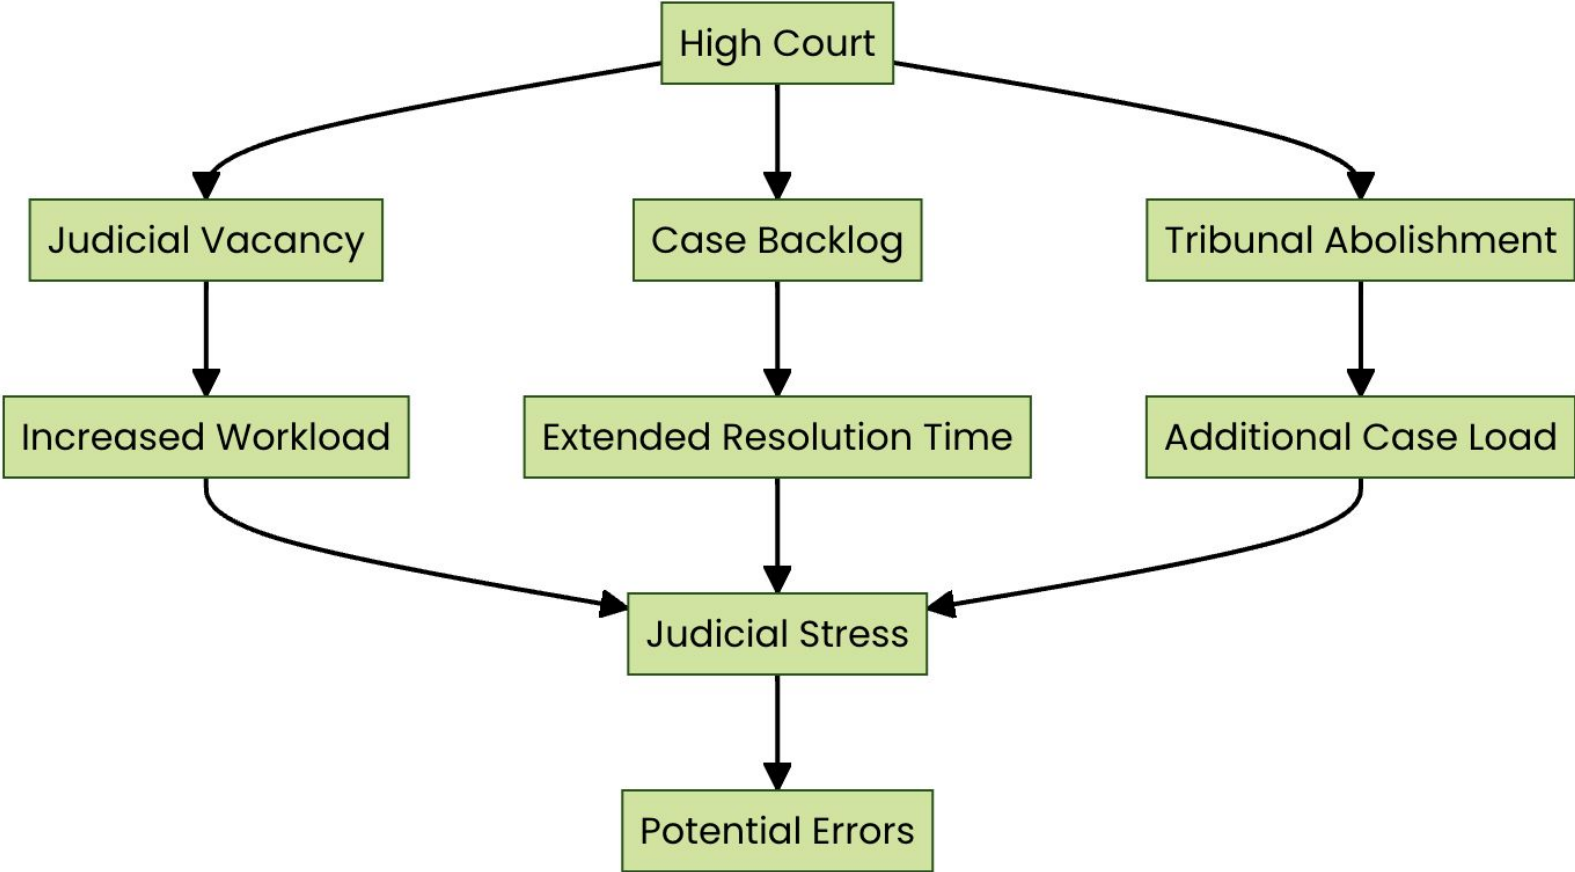 High Court
Judicial Vacancy
Case Backlog
Tribunal Abolishment
Increased Workload
Extended Resolution Time
Additional Case Load
Judicial Stress
Potential Errors